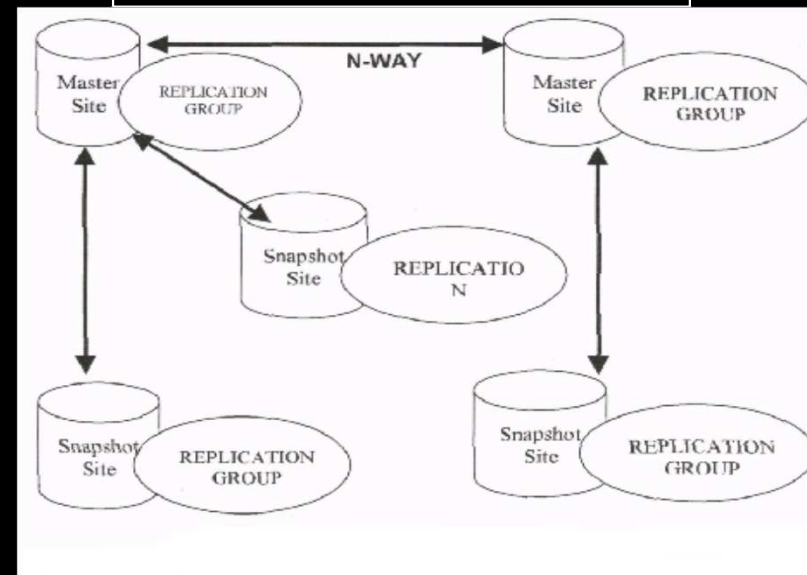 N-WAY
Master
Site
REPLICATION
GROUP
Master
Site
REPLICATION
GROUP
Snapshot
Site
REPLICATIO
N
Snapshot
Site
REPLICATION
GROUP
Snapshot
Site
REPLICATION
GROUP